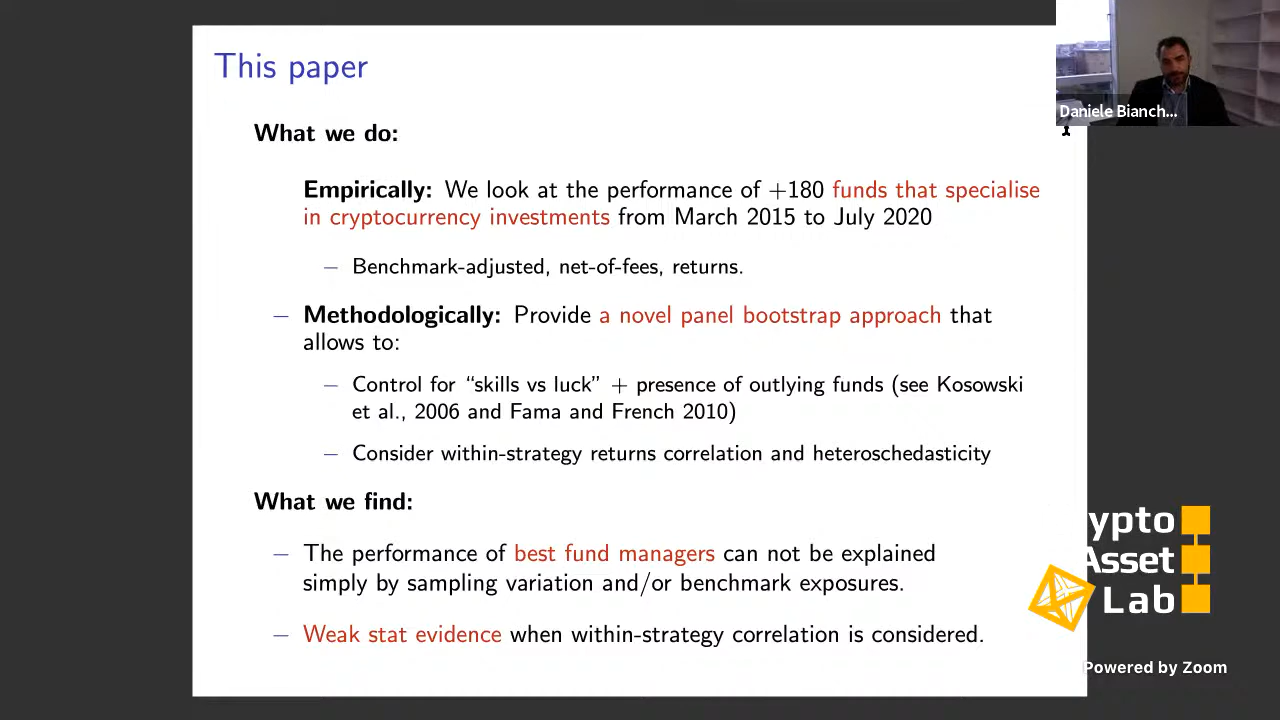 This paper
Daniele Bianch...
What we do:
Empirically: We look at the performance of +180 funds that specialise
in cryptocurrency investments from March 2015 to July 2020
– Benchmark-adjusted, net-of-fees, returns.
– Methodologically: Provide a novel panel bootstrap approach that
allows to:
– Control for “skills vs luck” + presence of outlying funds (see Kosowski
et al., 2006 and Fama and French 2010)
– Consider within-strategy returns correlation and heteroschedasticity
What we find:
– The performance of best fund managers can not be explained
simply by sampling variation and/or benchmark exposures.
– Weak stat evidence when within-strategy correlation is considered.
ypto
Asset
Lab
Powered by Zoom